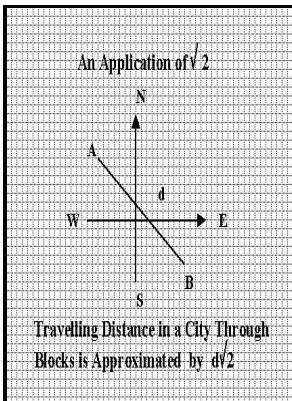 An Application of √ 2
N
A
d
W E
B
S
Travelling Distance in a City Through
Blocks is Approximated by d√2